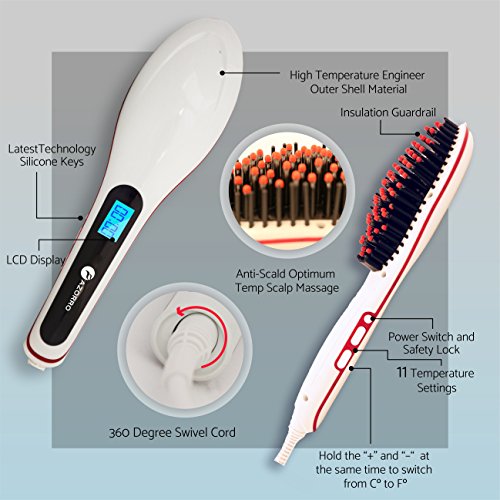 High Temperature Engineer
Outer Shell Material
Insulation Guardrail
LatestTechnology
Silicone Keys
LCD Display
AZORRO
Anti-Scald Optimum
Temp Scalp Massage
Power Switch and
Safety Lock
11 Temperature
Settings
360 Degree Swivel Cord
Hold the “+” and “-” at
the same time to switch
from C° to F°